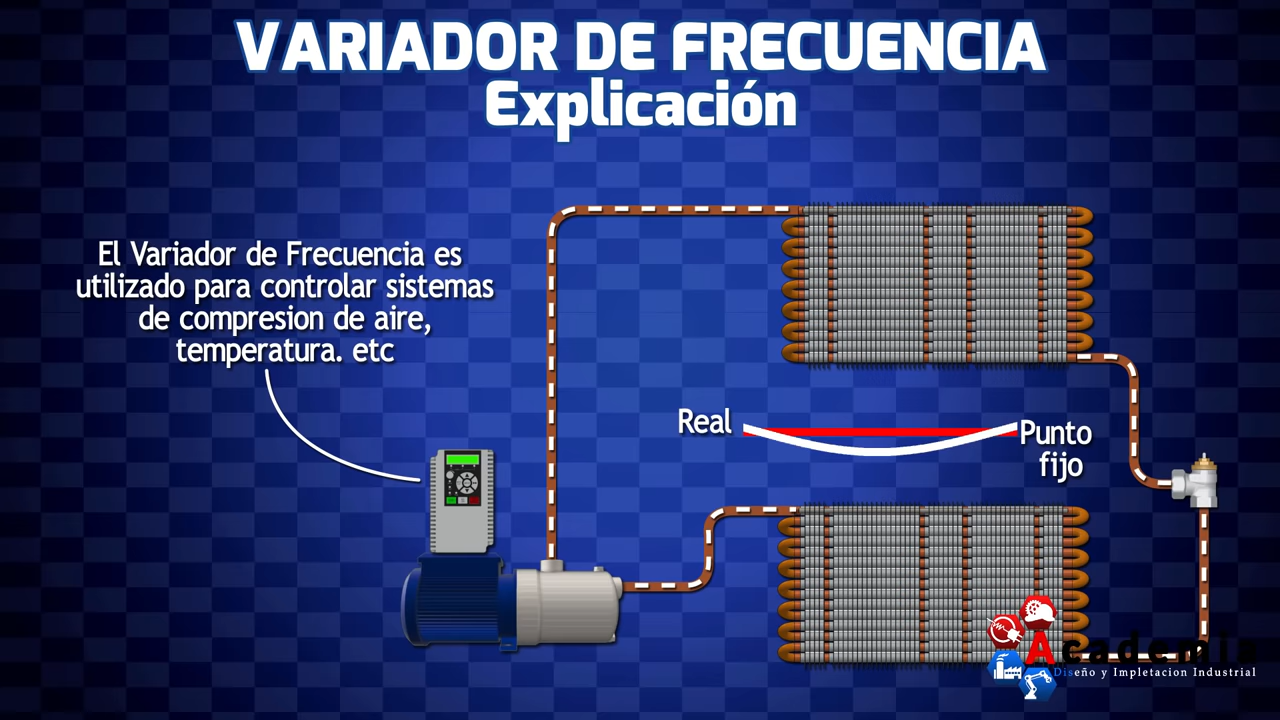 VARIADOR DE FRECUENCIA
Explicación
El Variador de Frecuencia es
utilizado para controlar sistemas
de compresion de aire,
temperatura. etc
Real
Punto
fijo
Academia
Diseño y Impletacion Industrial